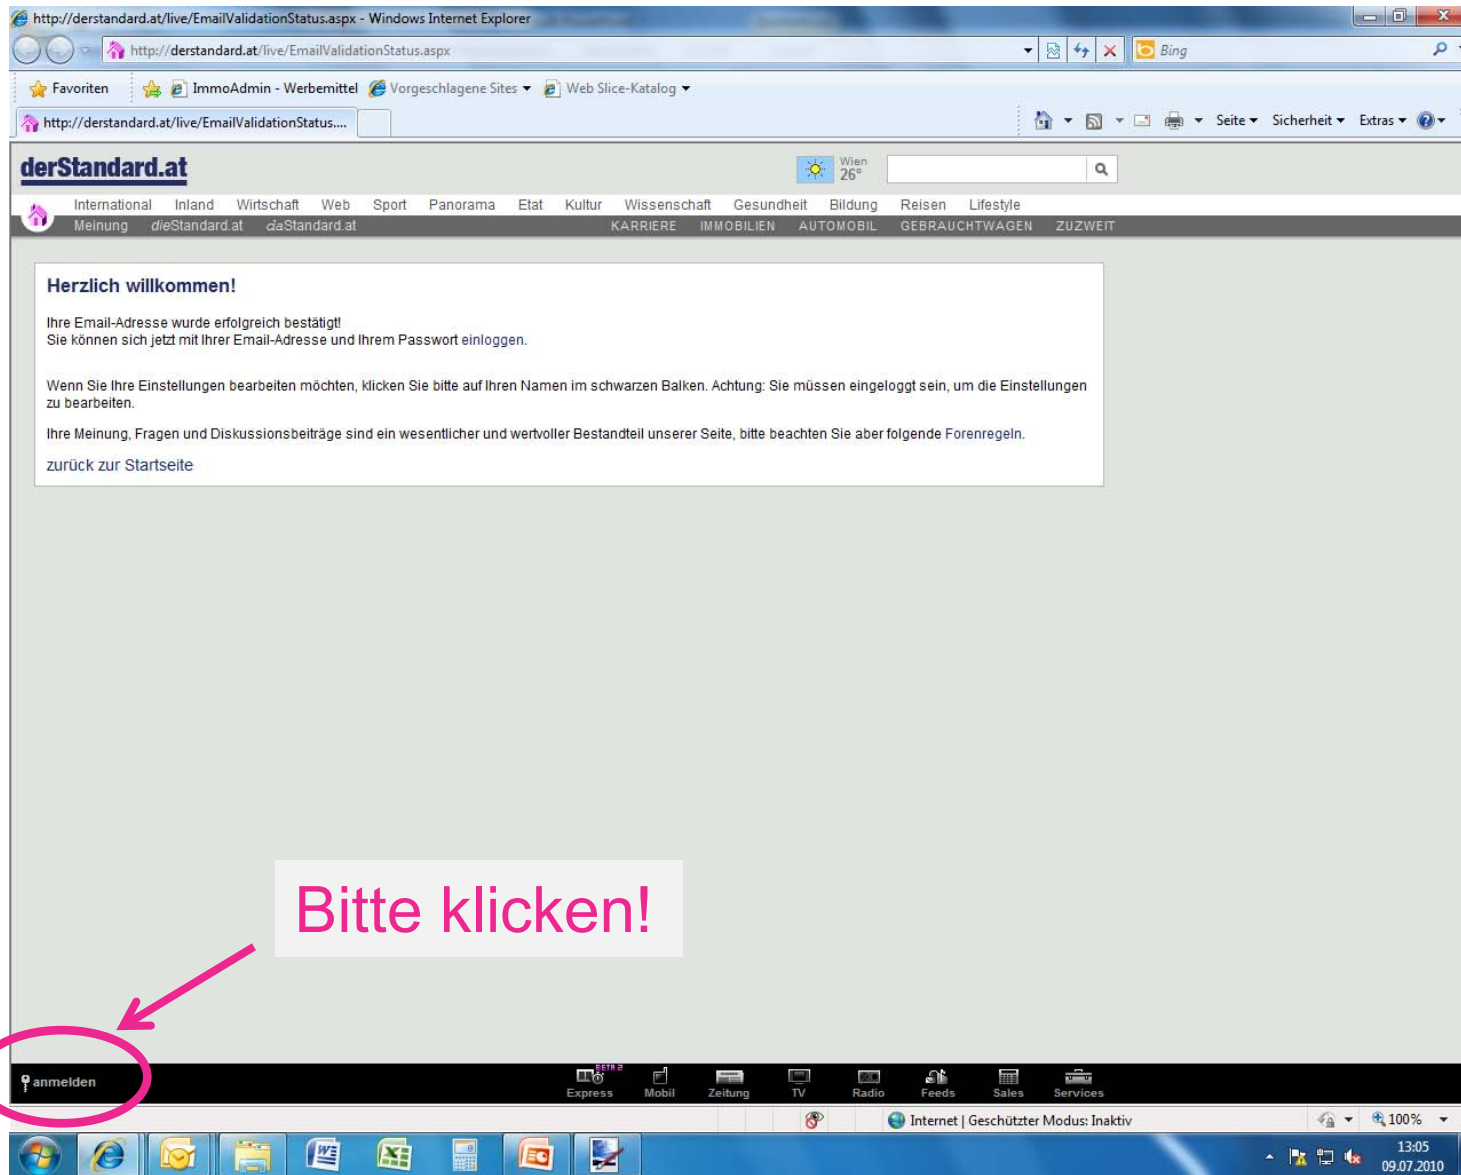 http://derstandard.at/live/EmailValidationStatus.aspx - Windows Internet Explorer
http://derstandard.at/live/EmailValidationStatus.aspx
Bing
Favoriten ImmoAdmin - Werbemittel Vorgeschlagene Sites Web Slice-Katalog
http://derstandard.at/live/EmailValidationStatus....
Seite Sicherheit Extras
derStandard.at
Wien
26°
International Inland Wirtschaft Web Sport Panorama Etat Kultur Wissenschaft Gesundheit Bildung Reisen Lifestyle
Meinung dieStandard.at daStandard.at KARRIERE IMMOBILIEN AUTOMOBIL GEBRAUCHTWAGEN ZUZWEIT
Herzlich willkommen!
Ihre Email-Adresse wurde erfolgreich bestätigt!
Sie können sich jetzt mit Ihrer Email-Adresse und Ihrem Passwort einloggen.
Wenn Sie Ihre Einstellungen bearbeiten möchten, klicken Sie bitte auf Ihren Namen im schwarzen Balken. Achtung: Sie müssen eingeloggt sein, um die Einstellungen
zu bearbeiten.
Ihre Meinung, Fragen und Diskussionsbeiträge sind ein wesentlicher und wertvoller Bestandteil unserer Seite, bitte beachten Sie aber folgende Forenregeln.
zurück zur Startseite
Bitte klicken!
anmelden
BETA 2
Express Mobil Zeitung TV Radio Feeds Sales Services
Internet | Geschützter Modus: Inaktiv
100%
13:05
09.07.2010